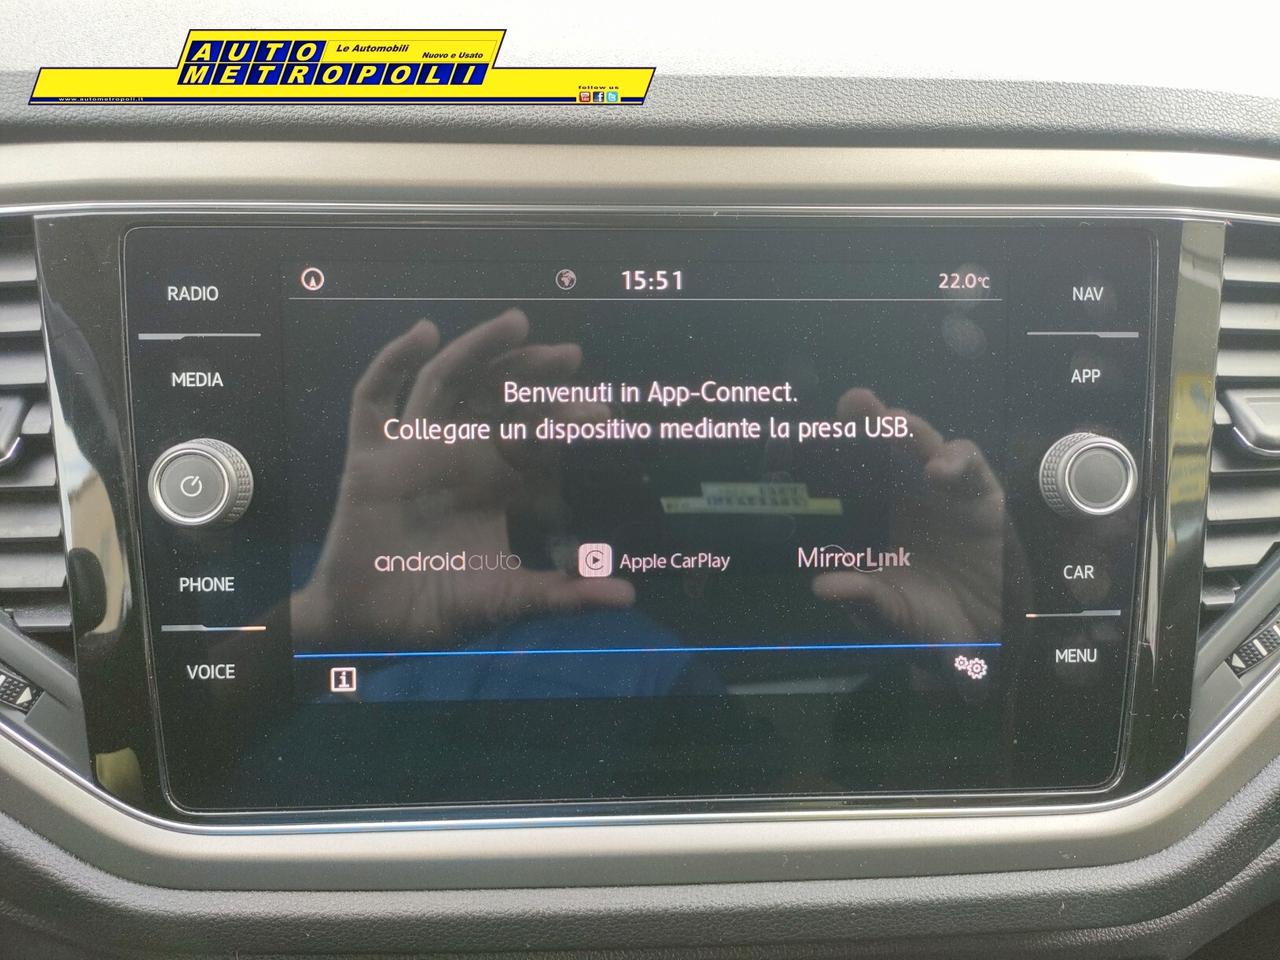 AUTO
Le Automobili
Nuovo e Usato
METROPOLI
follow us
www.autometropoli.it
15:51
22.0°C
RADIO
NAV
MEDIA
APP
Benvenuti in App-Connect.
Collegare un dispositivo mediante la presa USB.
androidauto
Apple CarPlay
MirrorLink
PHONE
CAR
VOICE
MENU